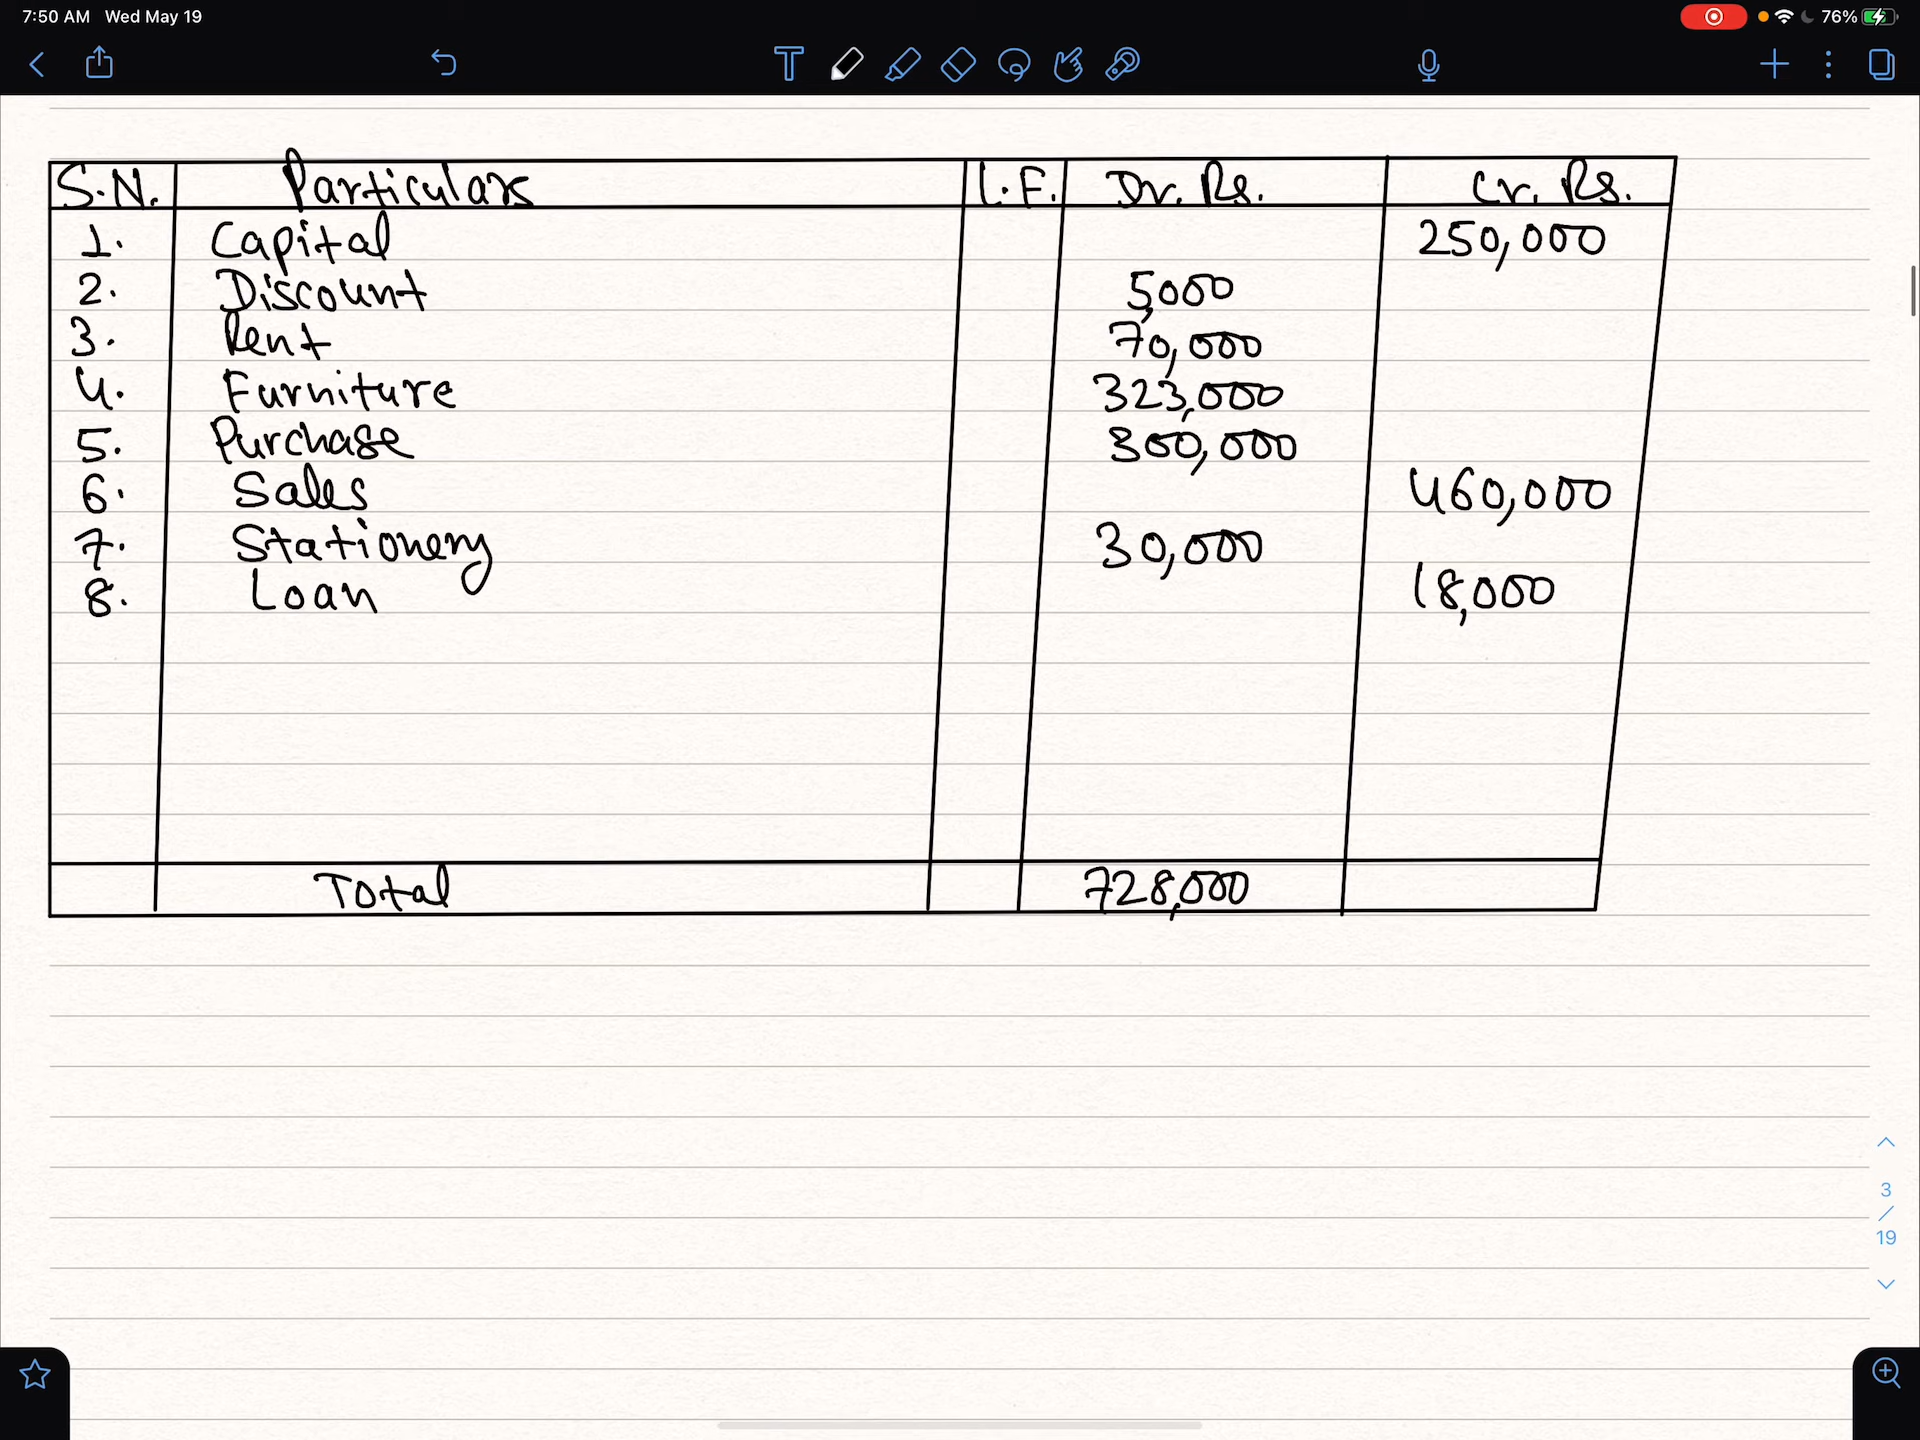 7:50 AM Wed May 19 76%
S.N. Particulars L.F. Dr. Rs. Cr. Rs.
1. Capital 250,000
2. Discount 5,000
3. Rent 70,000
4. Furniture 323,000
5. Purchase 300,000
6. Sales 460,000
7. Stationery 30,000
8. Loan 18,000
Total 728,000
3
/
19